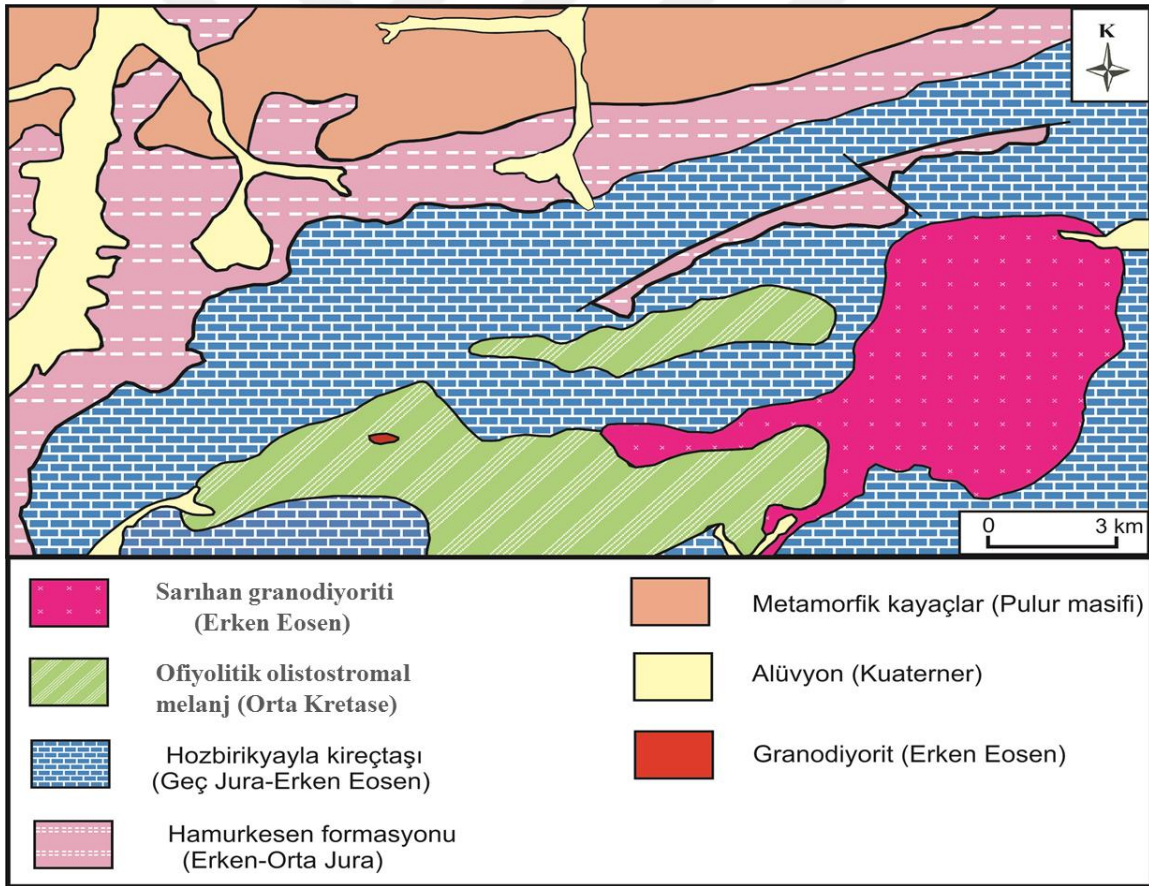 K
0 3 km
Sarıhan granodiyoriti
(Erken Eosen)
Ofiyolitik olistostromal
melanj (Orta Kretase)
Hozbirikyayla kireçtaşı
(Geç Jura-Erken Eosen)
Hamurkesen formasyonu
(Erken-Orta Jura)
Metamorfik kayaçlar (Pulur masifi)
Alüvyon (Kuaterner)
Granodiyorit (Erken Eosen)